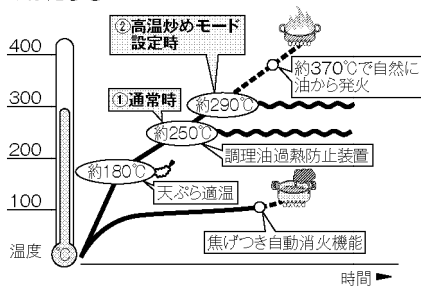 400
300
200
100
温度
℃
②高温炒めモード
設定時
約370℃で自然に
油から発火
約290℃
①通常時
約250℃
調理油過熱防止装置
約180℃
天ぷら適温
焦げつき自動消火機能
時間